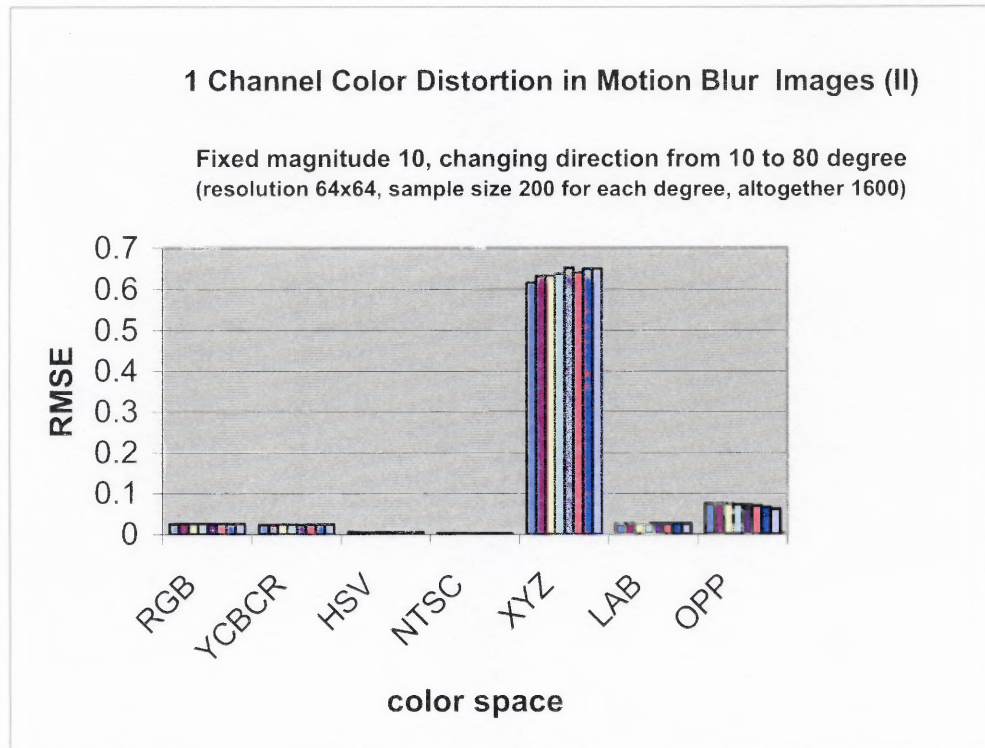 1 Channel Color Distortion in Motion Blur Images (II)
Fixed magnitude 10, changing direction from 10 to 80 degree
(resolution 64x64, sample size 200 for each degree, altogether 1600)
0.7
0.6
0.5
0.4
0.3
0.2
0.1
0
RMSE
RGB
YCBCR
HSV
NTSC
XYZ
LAB
OPP
color space